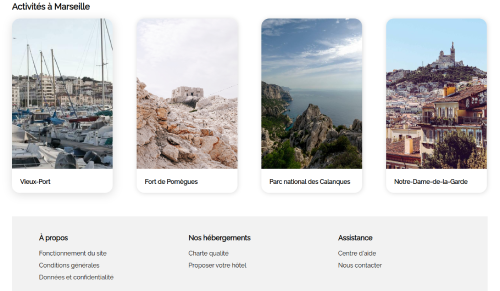 Activités à Marseille
Vieux-Port
Fort de Pomègues
Parc national des Calanques
Notre-Dame-de-la-Garde
À propos
Fonctionnement du site
Conditions générales
Données et confidentialité
Nos hébergements
Charte qualité
Proposer votre hôtel
Assistance
Centre d'aide
Nous contacter